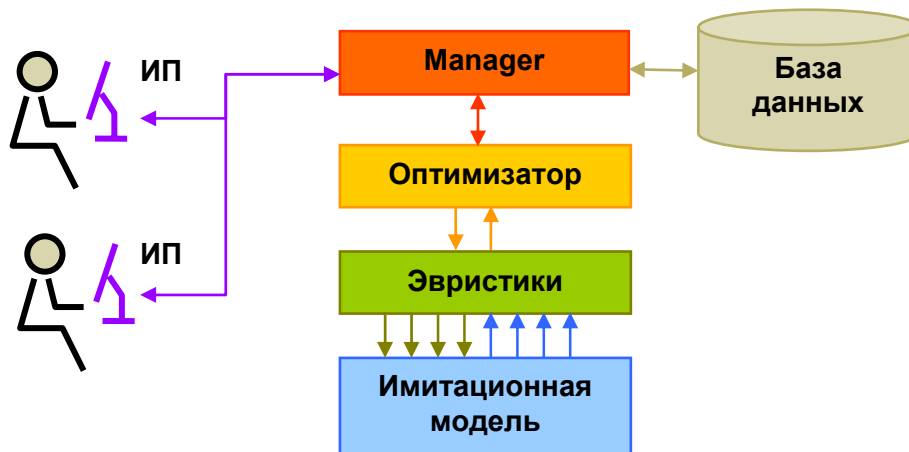 ИП
Manager
База
данных
Оптимизатор
ИП
Эвристики
Имитационная
модель